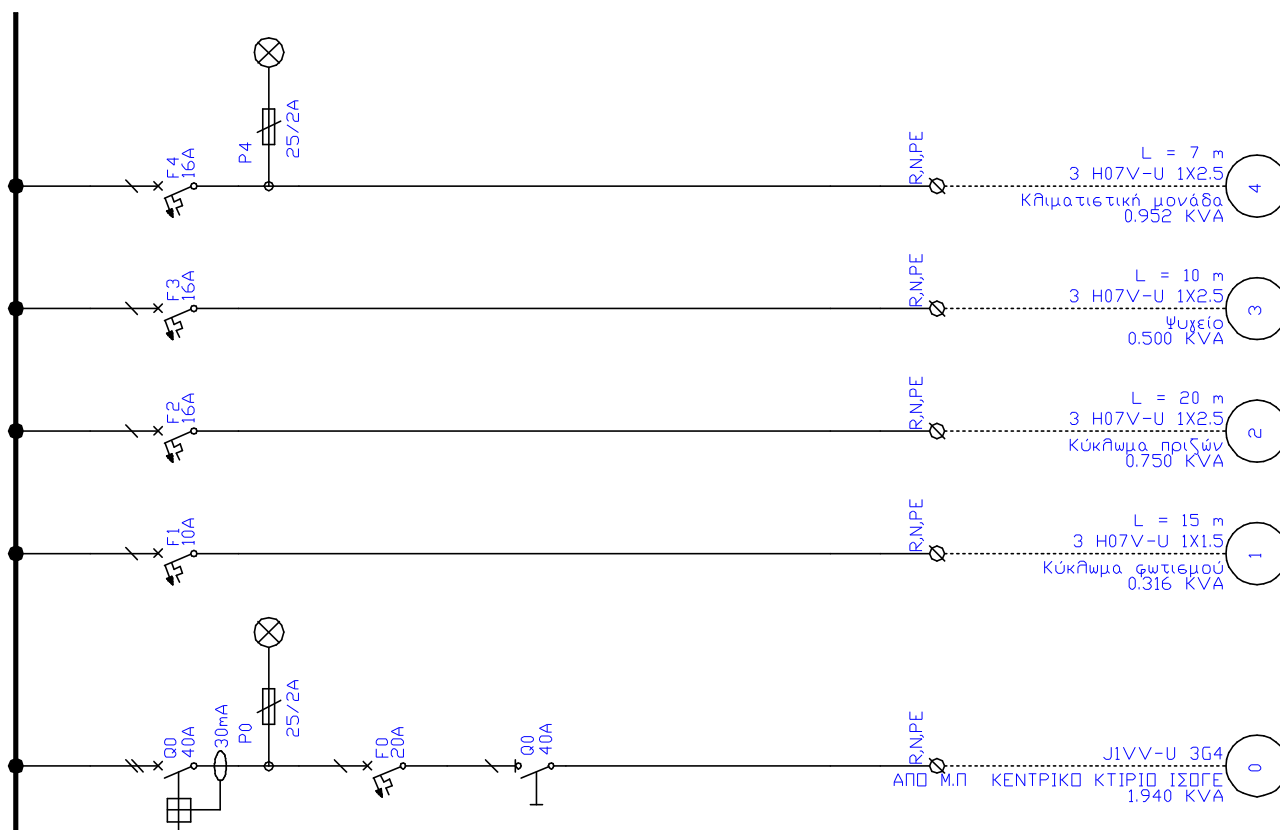 P4
25/2A
F4
16A
R,N,PE
L = 7 m
3 H07V-U 1X2.5
Κλιματιστική μονάδα
0.952 KVA
4
F3
16A
R,N,PE
L = 10 m
3 H07V-U 1X2.5
Ψυγείο
0.500 KVA
3
F2
16A
R,N,PE
L = 20 m
3 H07V-U 1X2.5
Κύκλωμα πριζών
0.750 KVA
2
F1
10A
R,N,PE
L = 15 m
3 H07V-U 1X1.5
Κύκλωμα φωτισμού
0.316 KVA
1
Q0
40A
30mA
P0
25/2A
F0
20A
Q0
40A
R,N,PE
J1VV-U 3G4
ΑΠΟ Μ.Π ΚΕΝΤΡΙΚΟ ΚΤΙΡΙΟ ΙΣΟΓΕ
1.940 KVA
0